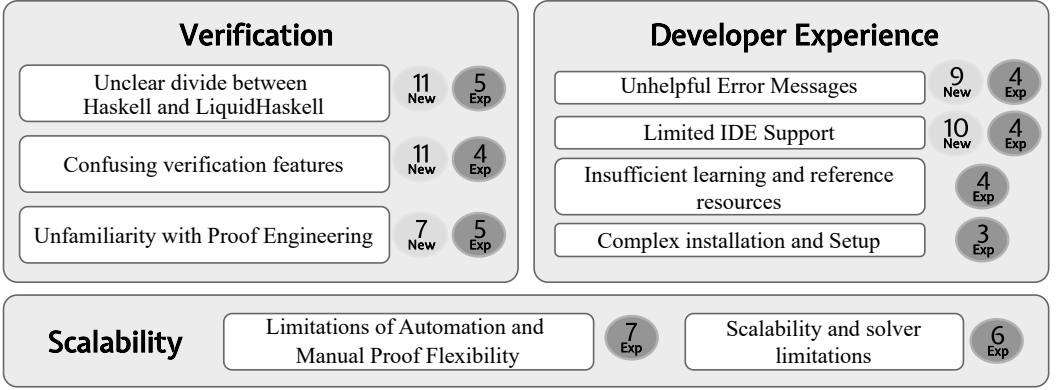 Verification
Unclear divide between
Haskell and LiquidHaskell
11
New
5
Exp
Confusing verification features
11
New
4
Exp
Unfamiliarity with Proof Engineering
7
New
5
Exp
Developer Experience
Unhelpful Error Messages
9
New
4
Exp
Limited IDE Support
10
New
4
Exp
Insufficient learning and reference
resources
4
Exp
Complex installation and Setup
3
Exp
Scalability
Limitations of Automation and
Manual Proof Flexibility
7
Exp
Scalability and solver
limitations
6
Exp